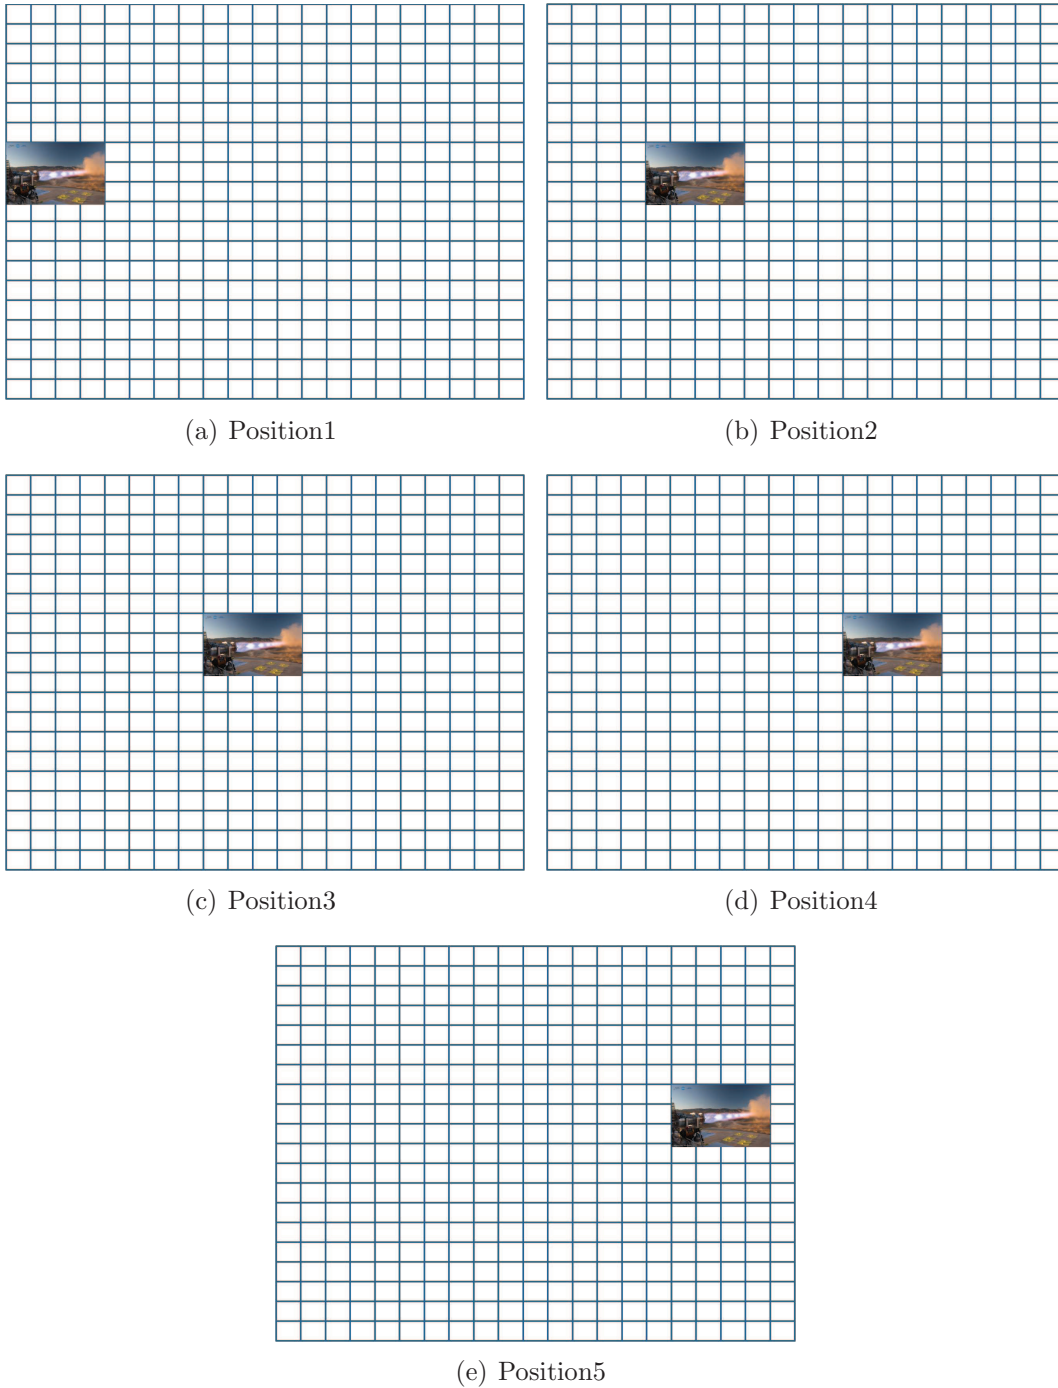 (a) Position1
(b) Position2
(c) Position3
(d) Position4
(e) Position5